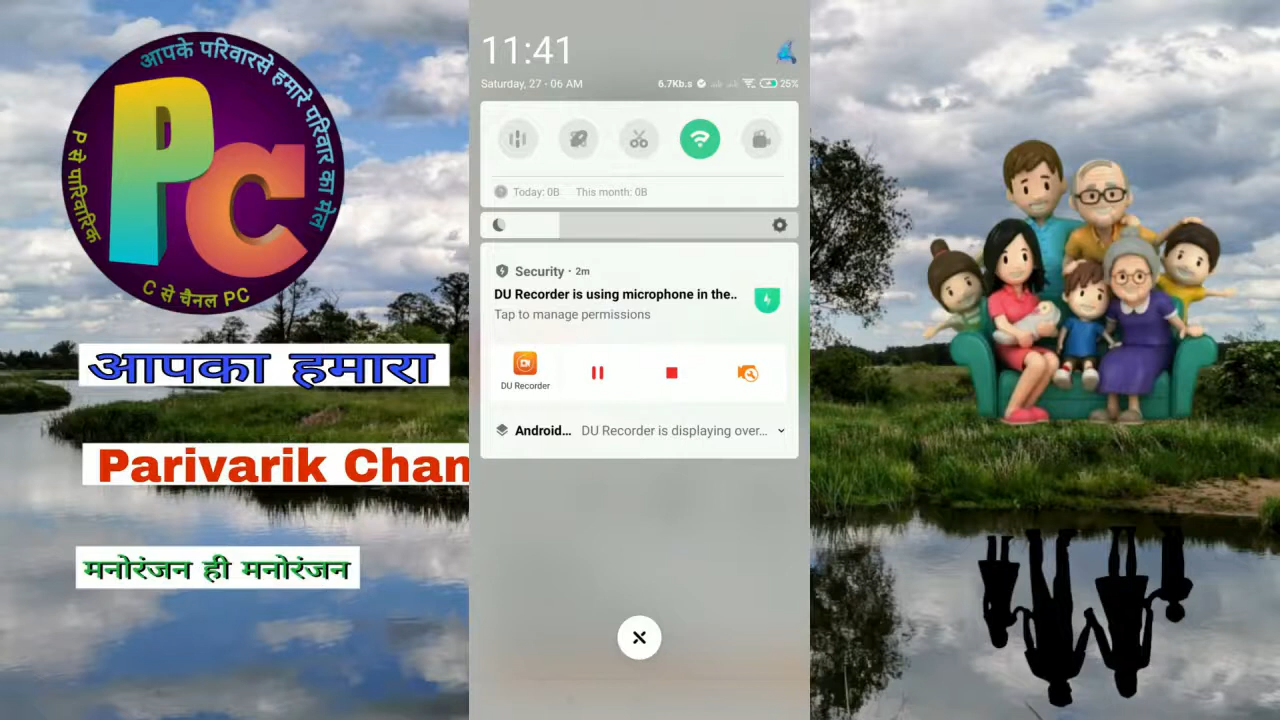 आपके परिवारसे हमारे परिवार का मेल
P से पारिवारिक
PC
C से चैनल PC
आपका हमारा
Parivarik Chan
मनोरंजन ही मनोरंजन
11:41
Saturday, 27 - 06 AM
6.7Kb.s
25%
Today: 0B This month: 0B
Security · 2m
DU Recorder is using microphone in the..
Tap to manage permissions
DU Recorder
Android... DU Recorder is displaying over...